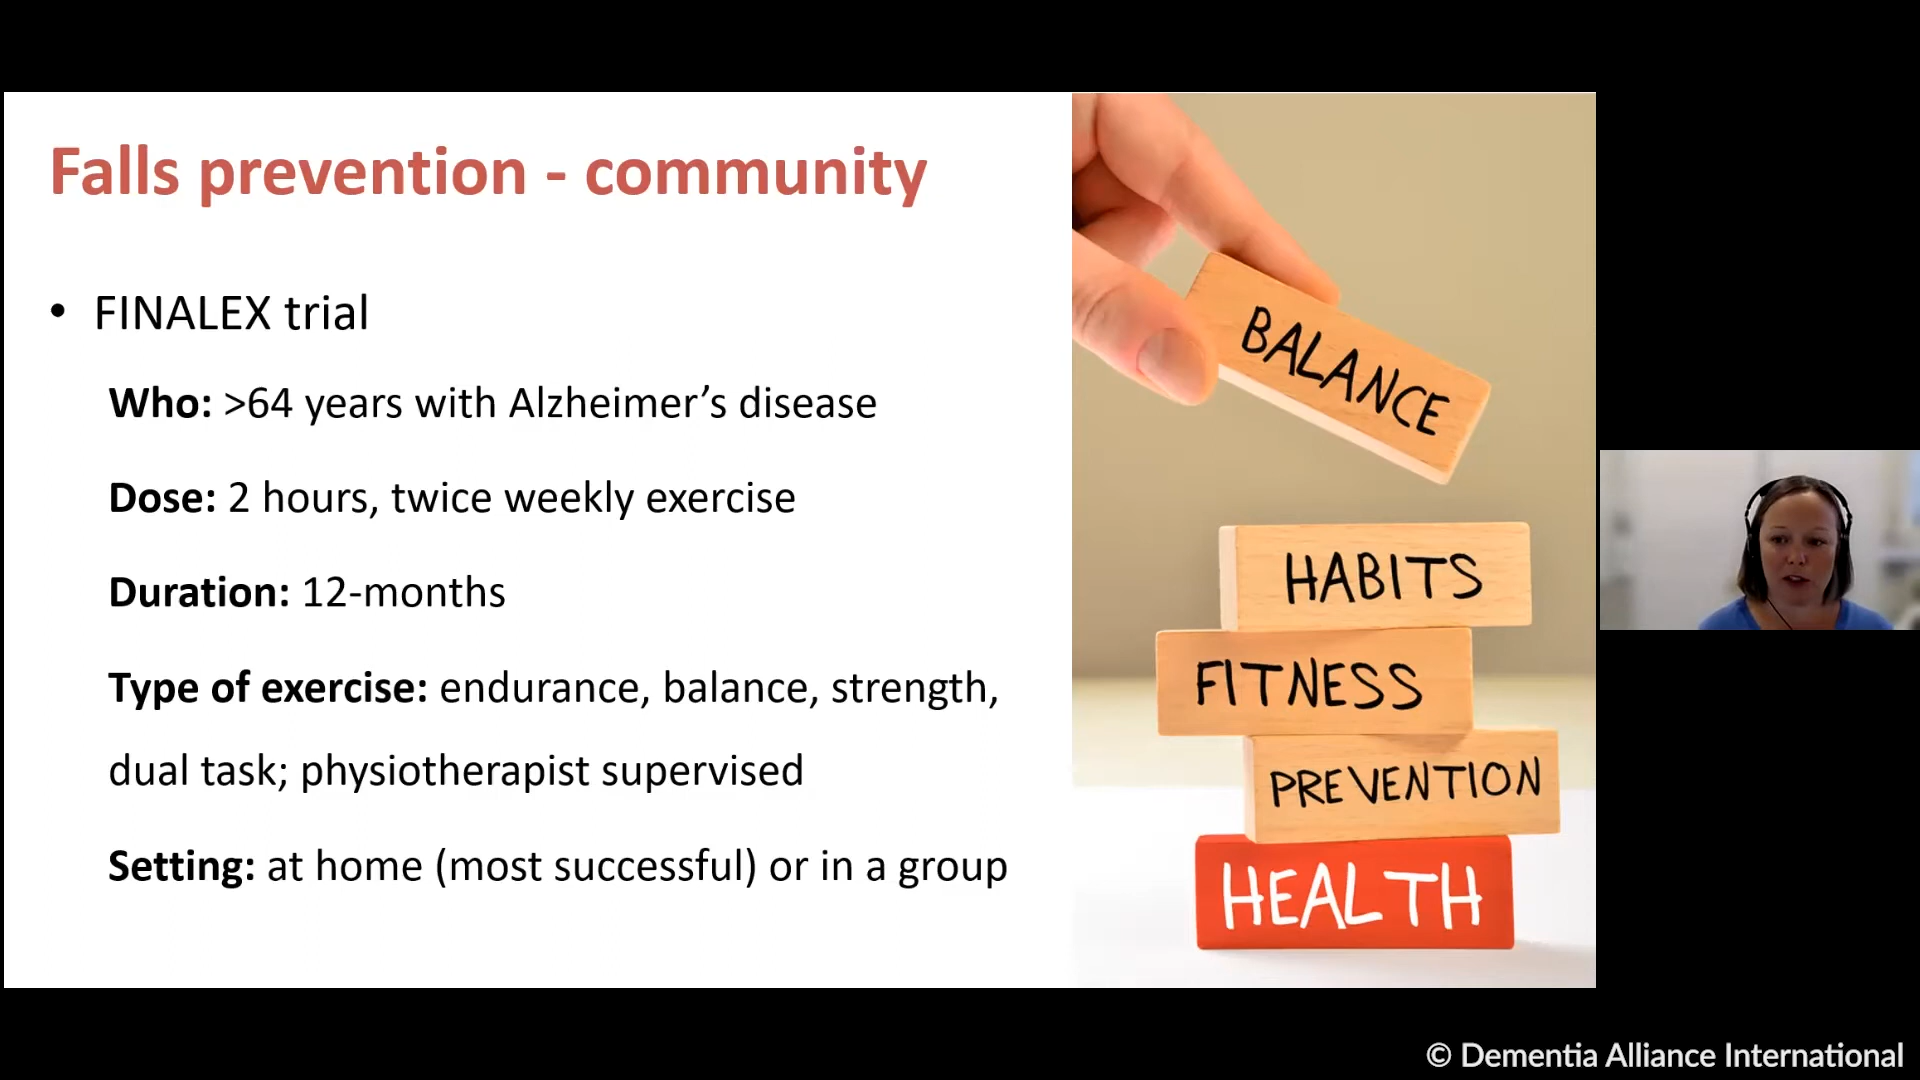 Falls prevention - community
• FINALEX trial
Who: >64 years with Alzheimer’s disease
Dose: 2 hours, twice weekly exercise
Duration: 12-months
Type of exercise: endurance, balance, strength,
dual task; physiotherapist supervised
Setting: at home (most successful) or in a group
BALANCE
HABITS
FITNESS
PREVENTION
HEALTH
© Dementia Alliance International